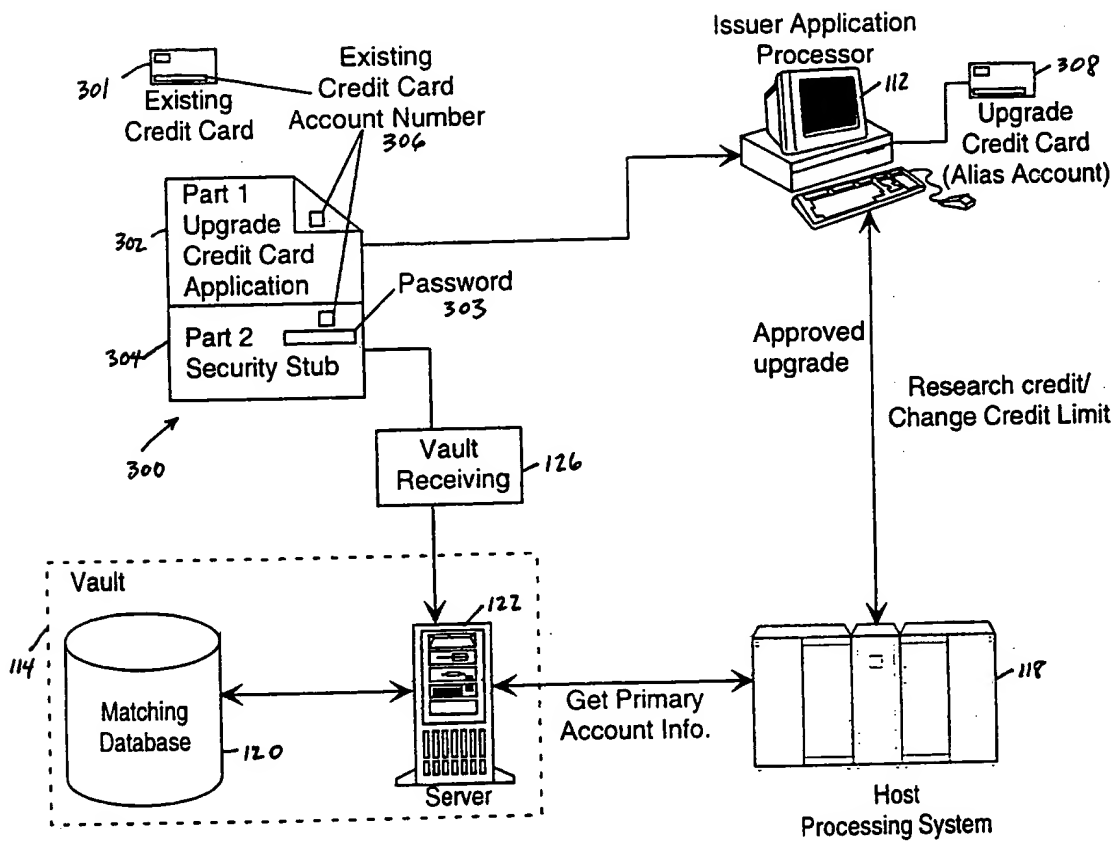 301
Existing
Credit Card
Existing
Credit Card
Account Number
306
Issuer Application
Processor
112
308
Upgrade
Credit Card
(Alias Account)
302
Part 1
Upgrade
Credit Card
Application
Password
303
304
Part 2
Security Stub
300
Vault
Receiving
126
Approved
upgrade
Research credit/
Change Credit Limit
Vault
114
Matching
Database
120
122
Server
Get Primary
Account Info.
118
Host
Processing System